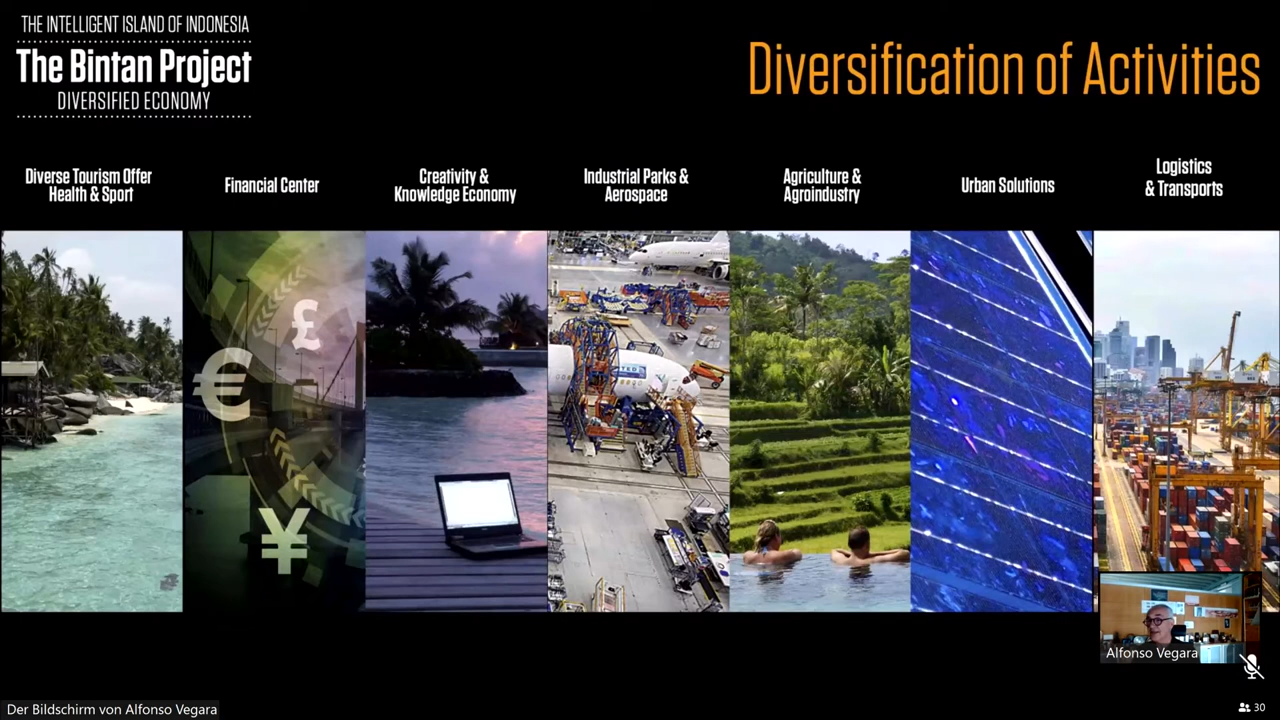 THE INTELLIGENT ISLAND OF INDONESIA
The Bintan Project
DIVERSIFIED ECONOMY
Diversification of Activities
Diverse Tourism Offer
Health & Sport
Financial Center
Creativity &
Knowledge Economy
Industrial Parks &
Aerospace
Agriculture &
Agroindustry
Urban Solutions
Logistics
& Transports
£
€
¥
Alfonso Vegara
Der Bildschirm von Alfonso Vegara
30